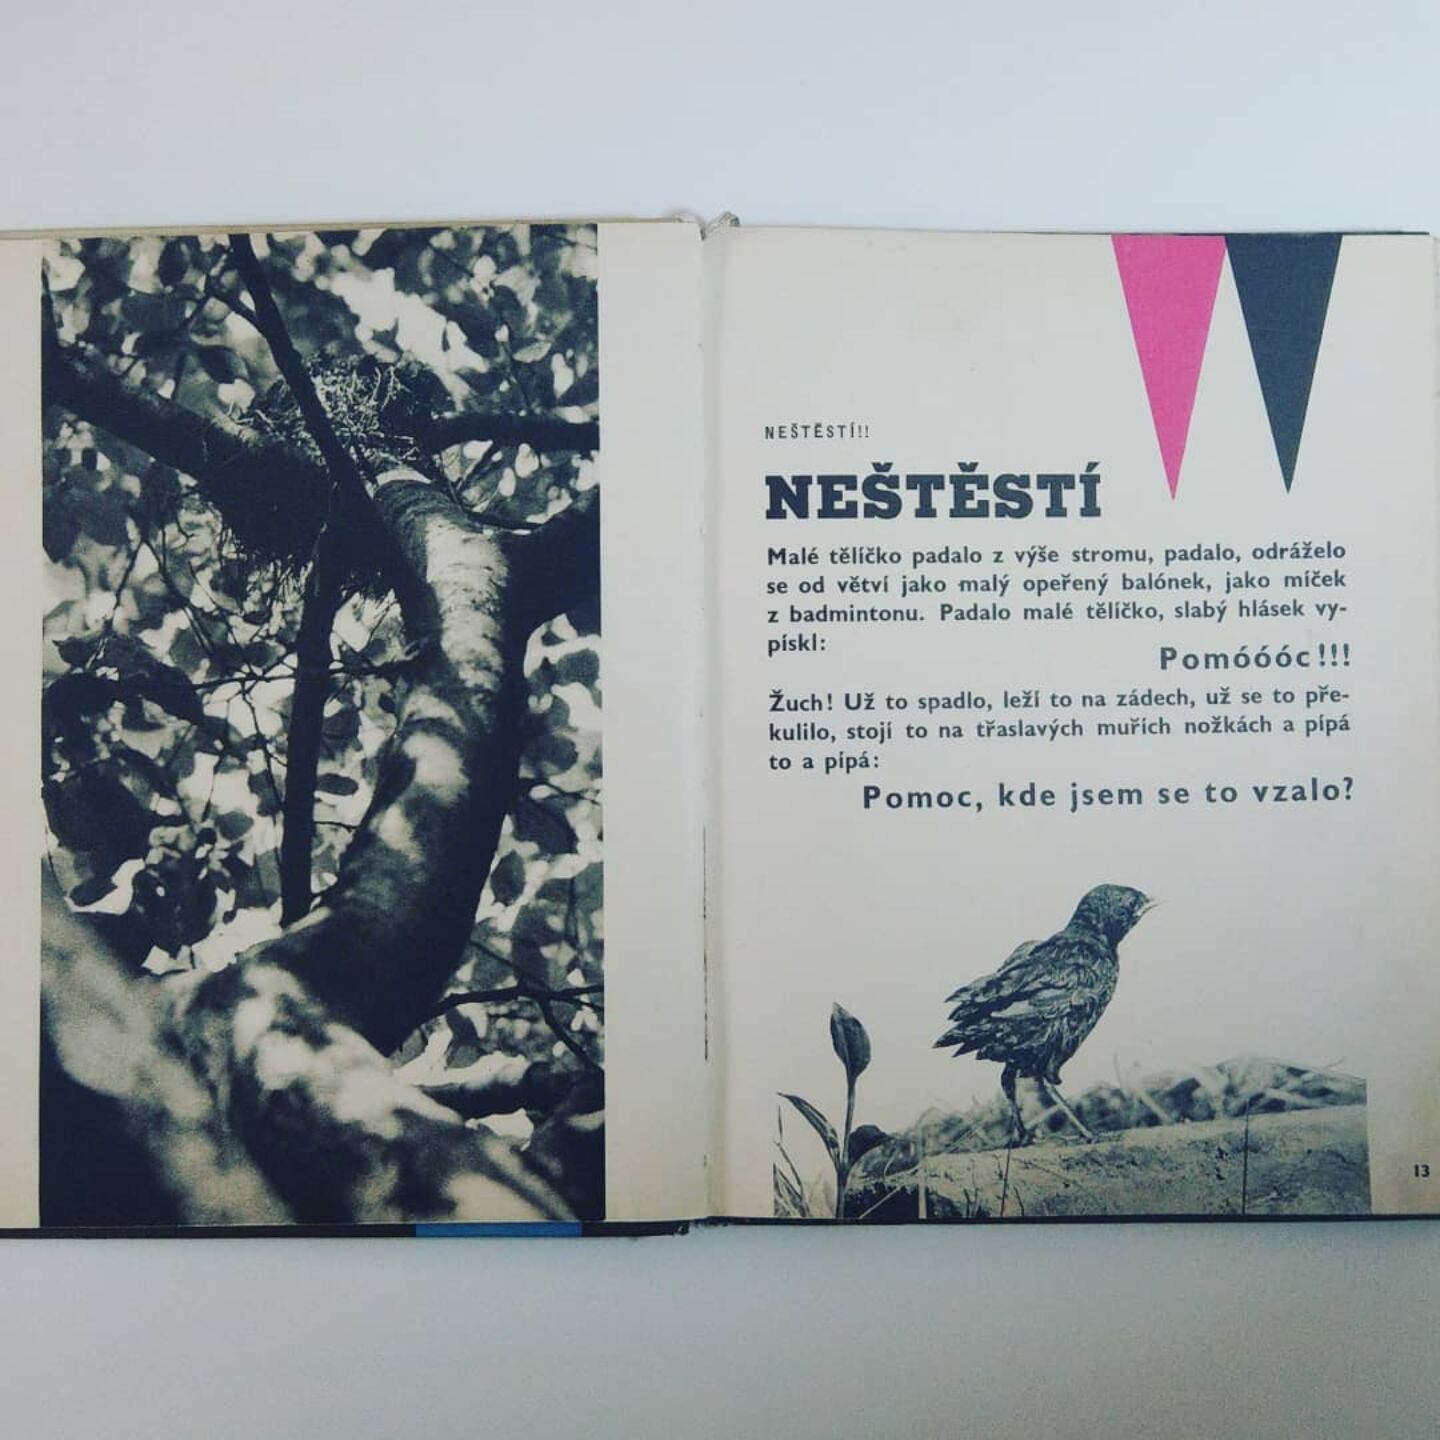 NEŠTĚSTÍ!!
NEŠTĚSTÍ
Malé tělíčko padalo z výše stromu, padalo, odráželo
se od větví jako malý opeřený balónek, jako míček
z badmintonu. Padalo malé tělíčko, slabý hlásek vy-
pískl:
Pomóóóc!!!
Žuch! Už to spadlo, leží to na zádech, už se to pře-
kulilo, stojí to na třaslavých muřích nožkách a pípá
to a pípá:
Pomoc, kde jsem se to vzalo?
13